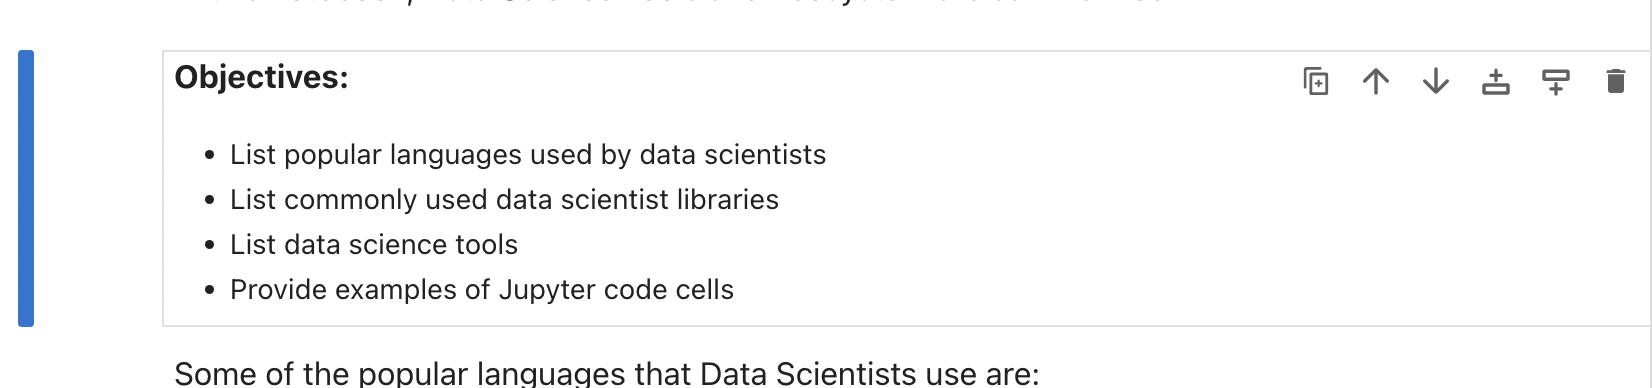 Objectives:
List popular languages used by data scientists
List commonly used data scientist libraries
List data science tools
Provide examples of Jupyter code cells
Some of the popular languages that Data Scientists use are: